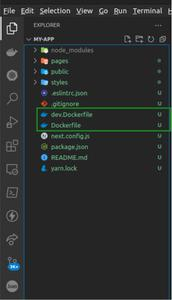 File Edit Selection View Go Run Terminal H
EXPLORER
MY-APP
node_modules
pages
public
styles
.eslintrc.json
.gitignore
dev.Dockerfile U
Dockerfile U
next.config.js U
package.json U
README.md U
yarn.lock U
3K+